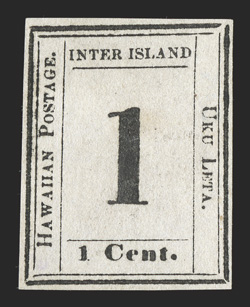 INTER ISLAND
HAWAIIAN POSTAGE.
1
UKU LETA.
1 Cent.